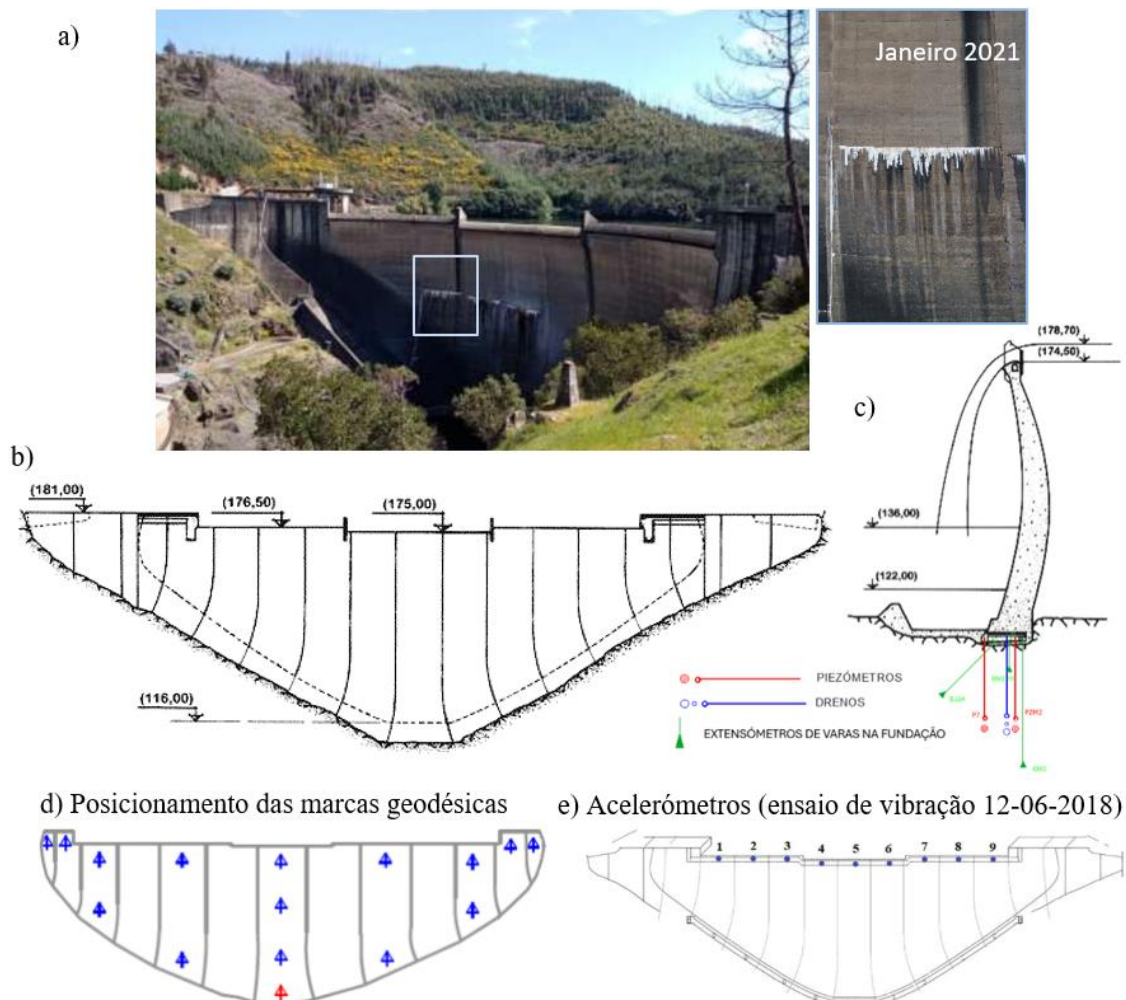 a)
Janeiro 2021
(178,70)
(174,50)
c)
b)
(181,00)
(176,50)
(175,00)
(136,00)
(122,00)
(116,00)
PIEZÓMETROS
DRENOS
EXTENSÓMETROS DE VARAS NA FUNDAÇÃO
P7
PZM2
d) Posicionamento das marcas geodésicas
e) Acelerómetros (ensaio de vibração 12-06-2018)
1 2 3 4 5 6 7 8 9